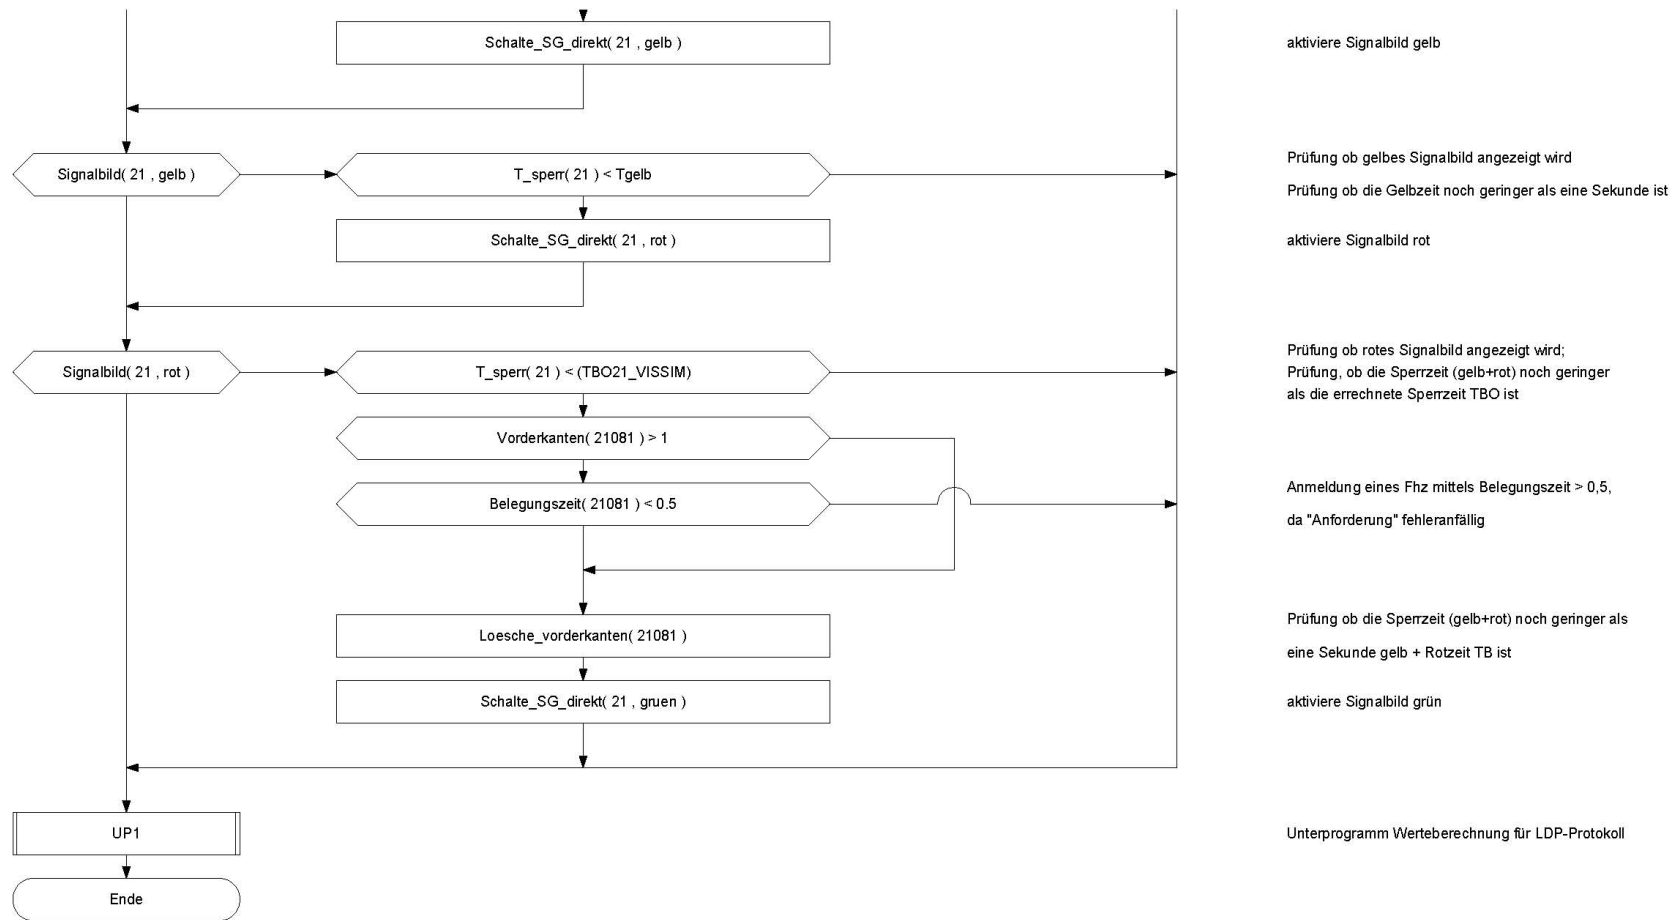 Schalte_SG_direkt( 21 , gelb )
aktiviere Signalbild gelb
Signalbild( 21 , gelb )
T_sperr( 21 ) < Tgelb
Prüfung ob gelbes Signalbild angezeigt wird
Prüfung ob die Gelbzeit noch geringer als eine Sekunde ist
Schalte_SG_direkt( 21 , rot )
aktiviere Signalbild rot
Signalbild( 21 , rot )
T_sperr( 21 ) < (TBO21_VISSIM)
Prüfung ob rotes Signalbild angezeigt wird;
Prüfung, ob die Sperrzeit (gelb+rot) noch geringer
als die errechnete Sperrzeit TBO ist
Vorderkanten( 21081 ) > 1
Belegungszeit( 21081 ) < 0.5
Anmeldung eines Fhz mittels Belegungszeit > 0,5,
da "Anforderung" fehleranfällig
Loesche_vorderkanten( 21081 )
Prüfung ob die Sperrzeit (gelb+rot) noch geringer als
eine Sekunde gelb + Rotzeit TB ist
Schalte_SG_direkt( 21 , gruen )
aktiviere Signalbild grün
UP1
Unterprogramm Werteberechnung für LDP-Protokoll
Ende